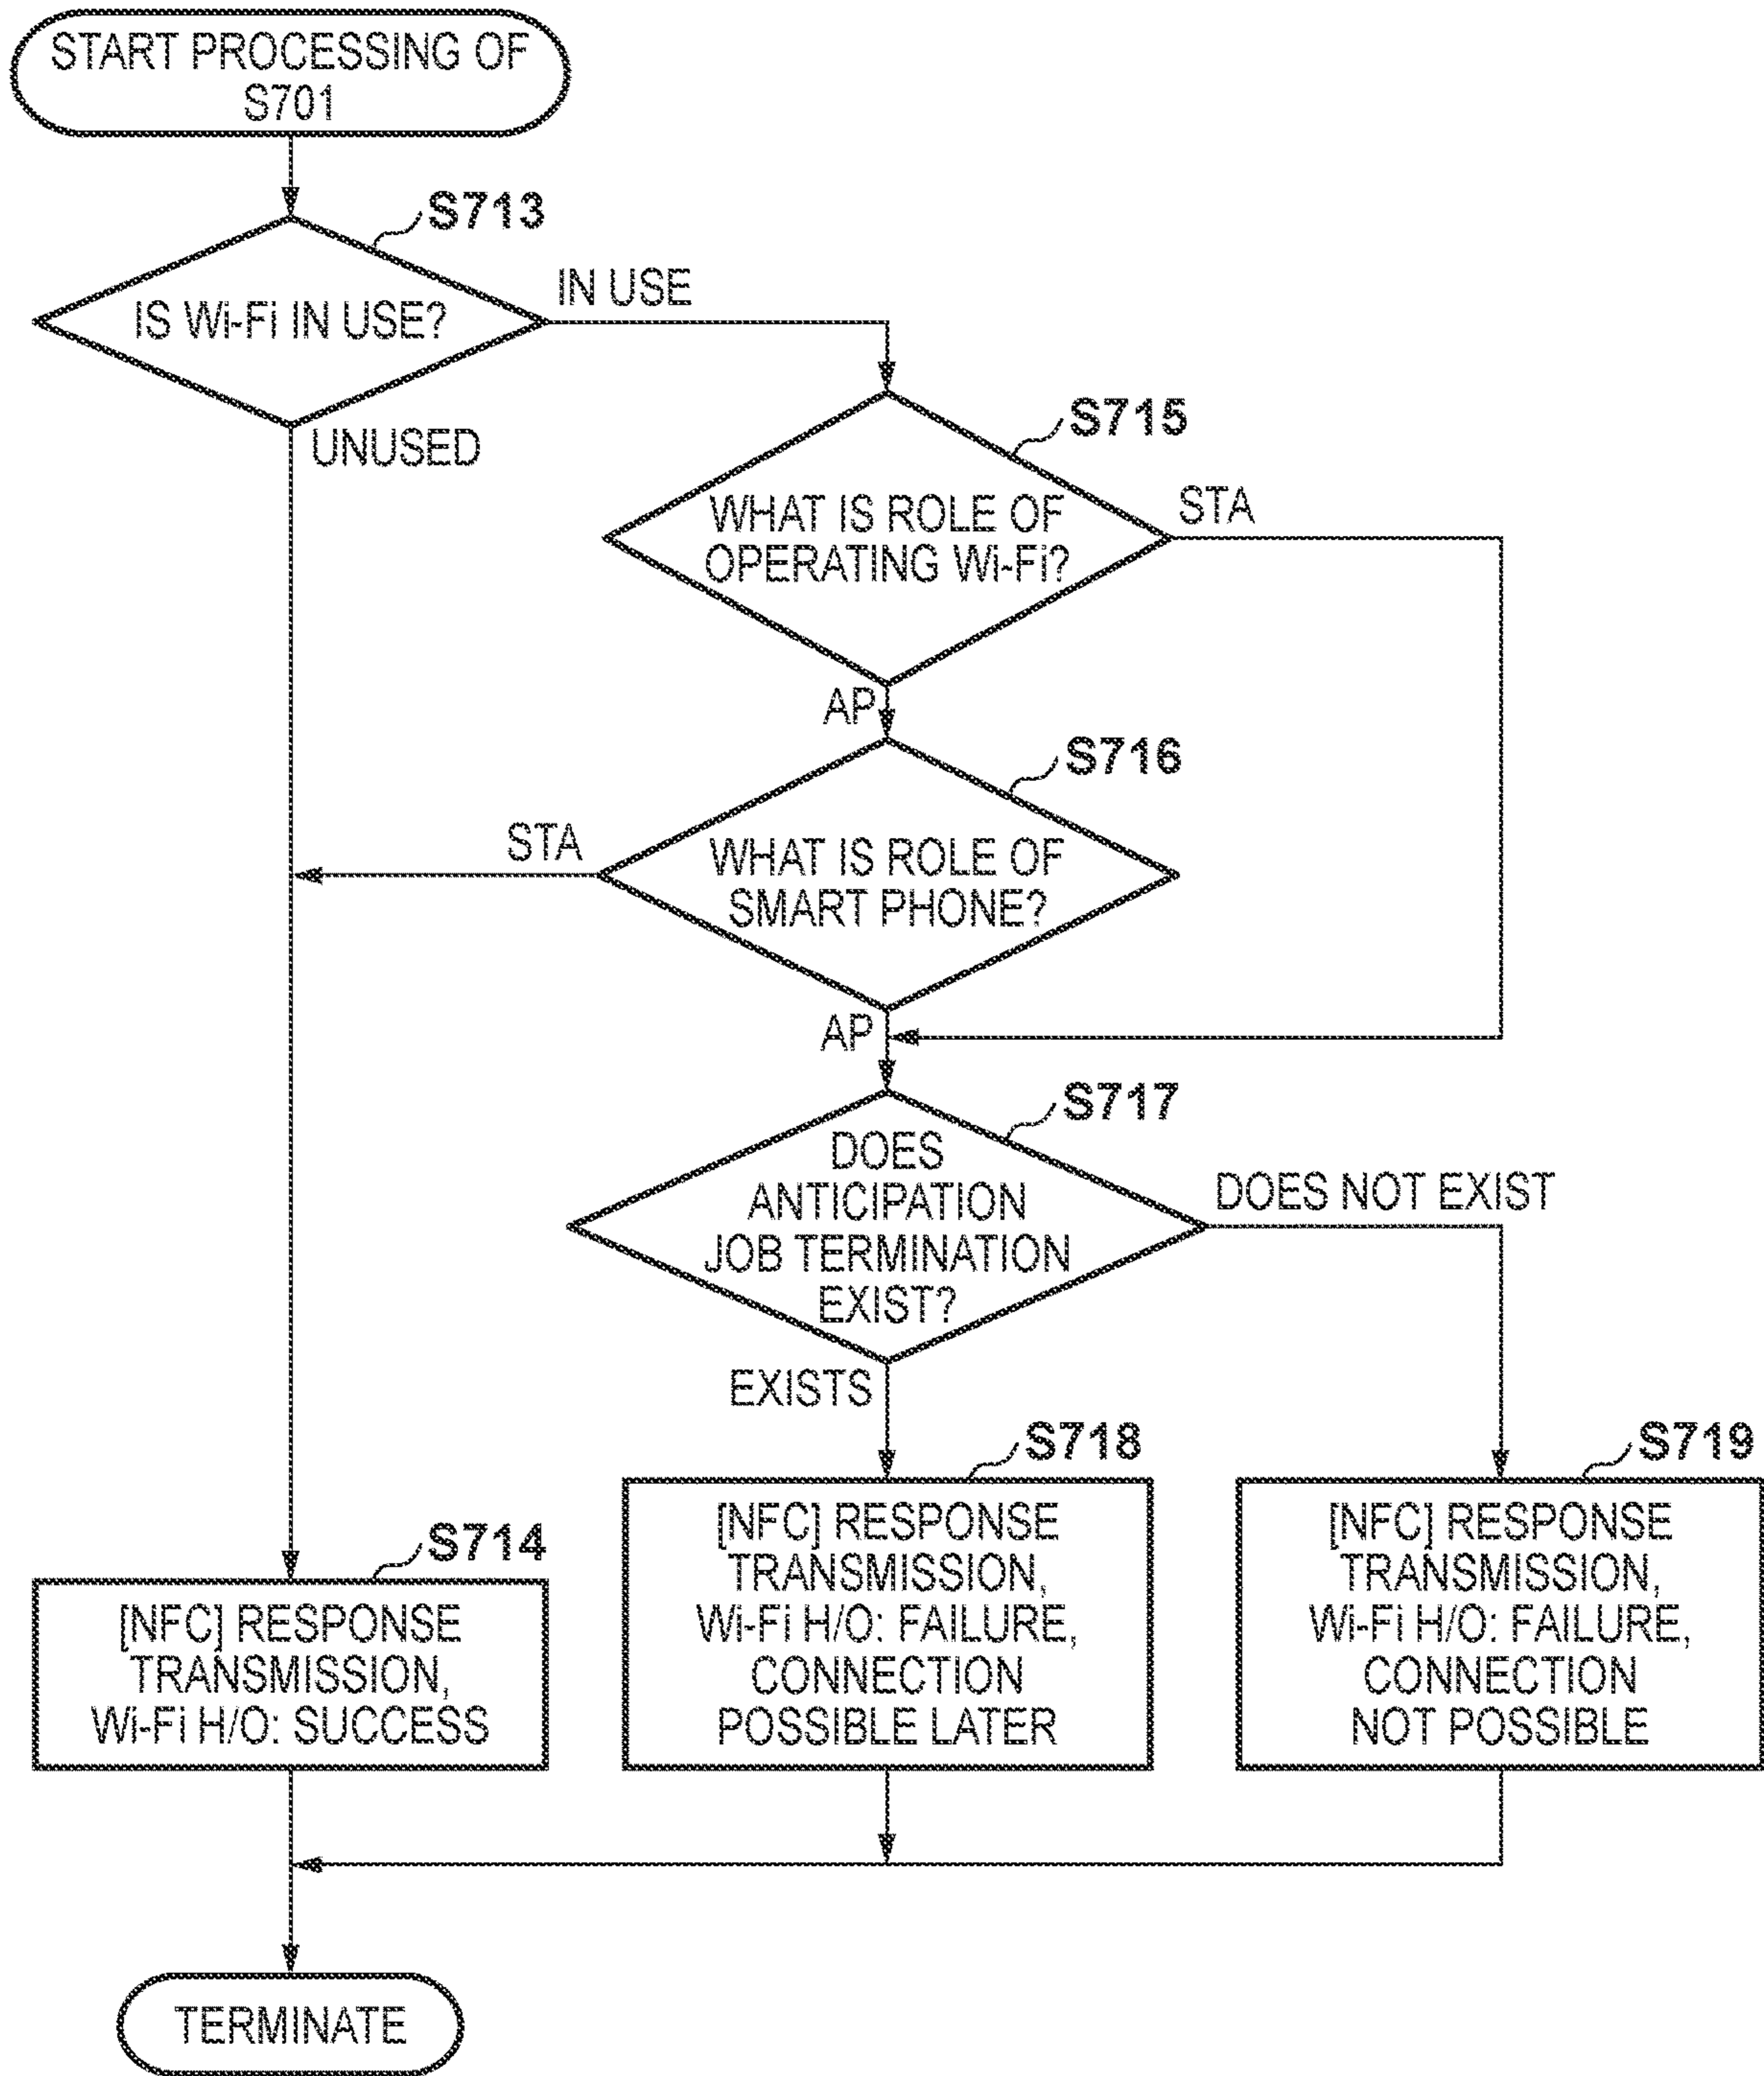 START PROCESSING OF
S701
S713
IS Wi-Fi IN USE?
IN USE
UNUSED
S715
WHAT IS ROLE OF
OPERATING Wi-Fi?
STA
AP
S716
WHAT IS ROLE OF
SMART PHONE?
STA
AP
S717
DOES
ANTICIPATION
JOB TERMINATION
EXIST?
DOES NOT EXIST
EXISTS
S714
[NFC] RESPONSE
TRANSMISSION,
Wi-Fi H/O: SUCCESS
S718
[NFC] RESPONSE
TRANSMISSION,
Wi-Fi H/O: FAILURE,
CONNECTION
POSSIBLE LATER
S719
[NFC] RESPONSE
TRANSMISSION,
Wi-Fi H/O: FAILURE,
CONNECTION
NOT POSSIBLE
TERMINATE